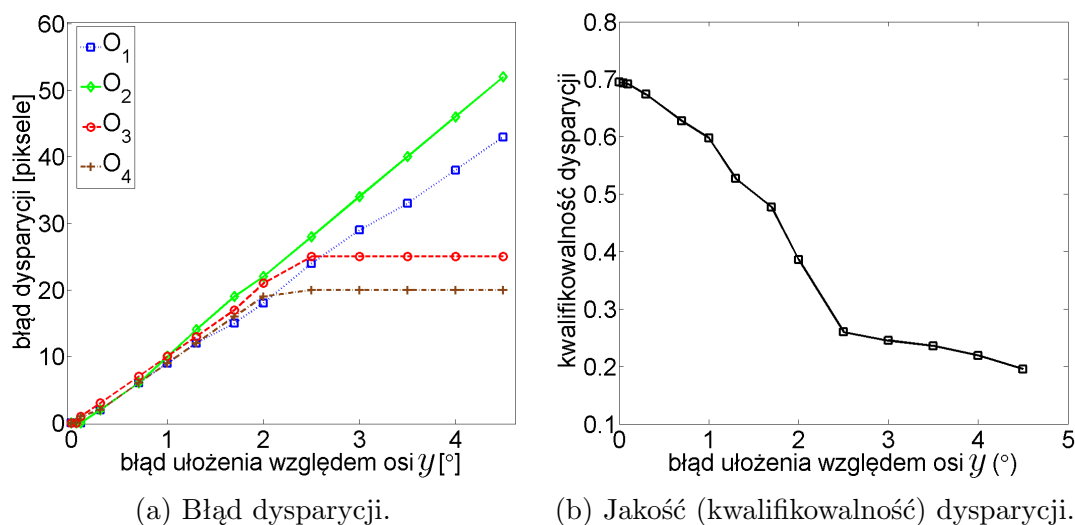 60
50
40
30
20
10
0
błąd dysparycji [piksele]
O1
O2
O3
O4
0 1 2 3 4
błąd ułożenia względem osi y [°]
(a) Błąd dysparycji.
0.8
0.7
0.6
0.5
0.4
0.3
0.2
0.1
kwalifikowalność dysparycji
0 1 2 3 4 5
błąd ułożenia względem osi y (°)
(b) Jakość (kwalifikowalność) dysparycji.